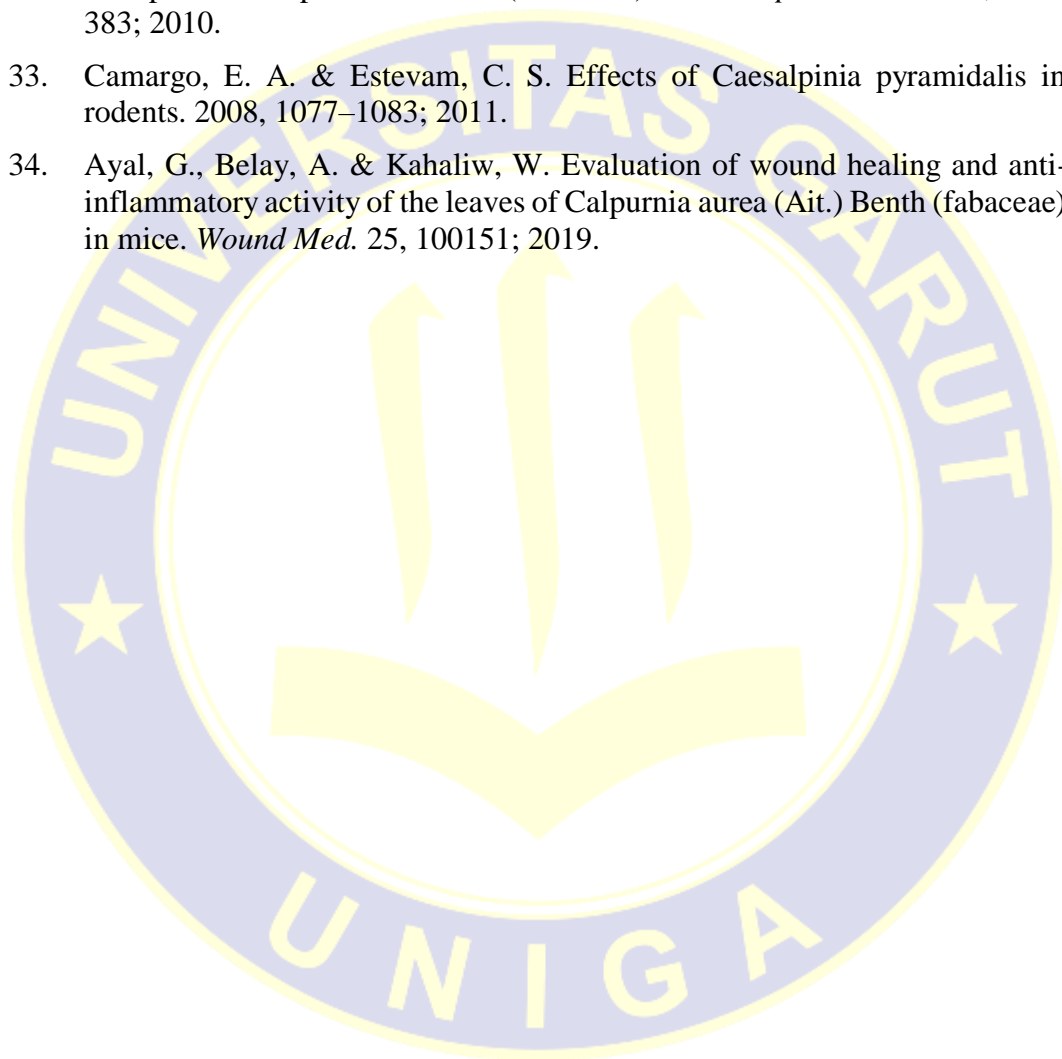 383; 2010.
33. Camargo, E. A. & Estevam, C. S. Effects of Caesalpinia pyramidalis in
rodents. 2008, 1077–1083; 2011.
34. Ayal, G., Belay, A. & Kahaliw, W. Evaluation of wound healing and anti-
inflammatory activity of the leaves of Calpurnia aurea (Ait.) Benth (fabaceae)
in mice. Wound Med. 25, 100151; 2019.
UNIVERSITAS GARUT
UNIGA